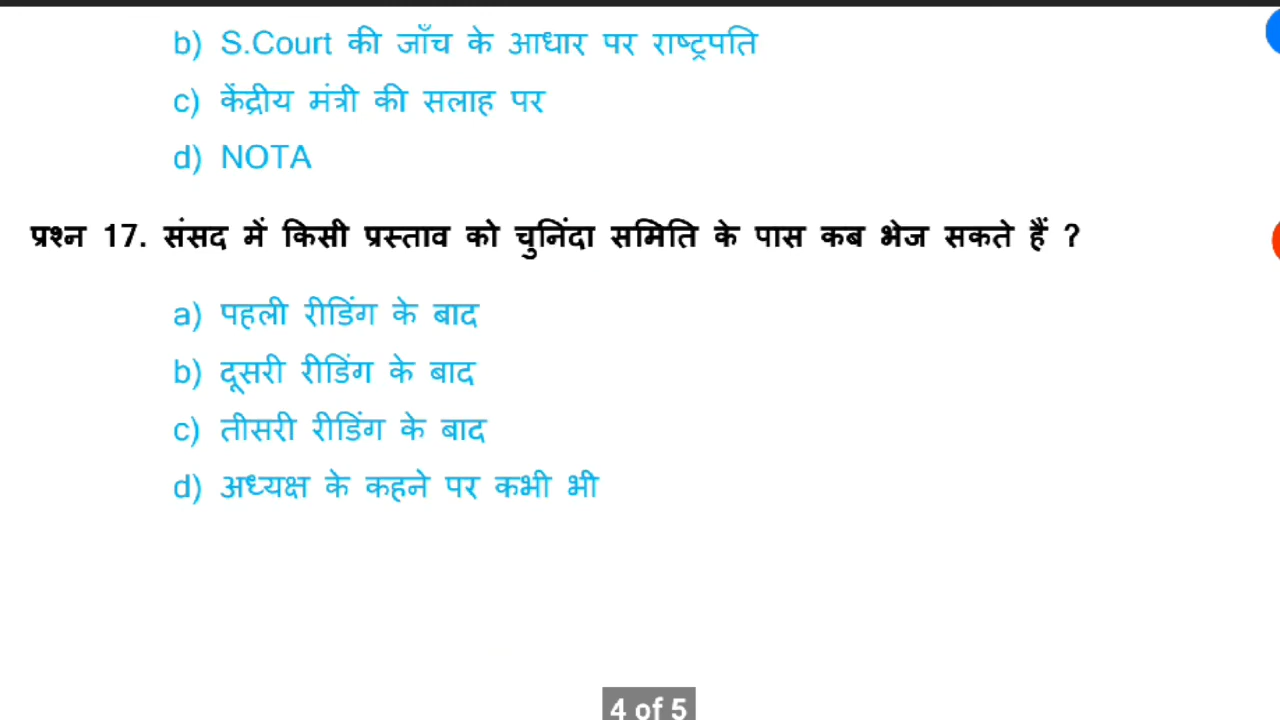 b) S.Court की जाँच के आधार पर राष्ट्रपति
c) केंद्रीय मंत्री की सलाह पर
d) NOTA
प्रश्न 17. संसद में किसी प्रस्ताव को चुनिंदा समिति के पास कब भेज सकते हैं ?
a) पहली रीडिंग के बाद
b) दूसरी रीडिंग के बाद
c) तीसरी रीडिंग के बाद
d) अध्यक्ष के कहने पर कभी भी
4 of 5